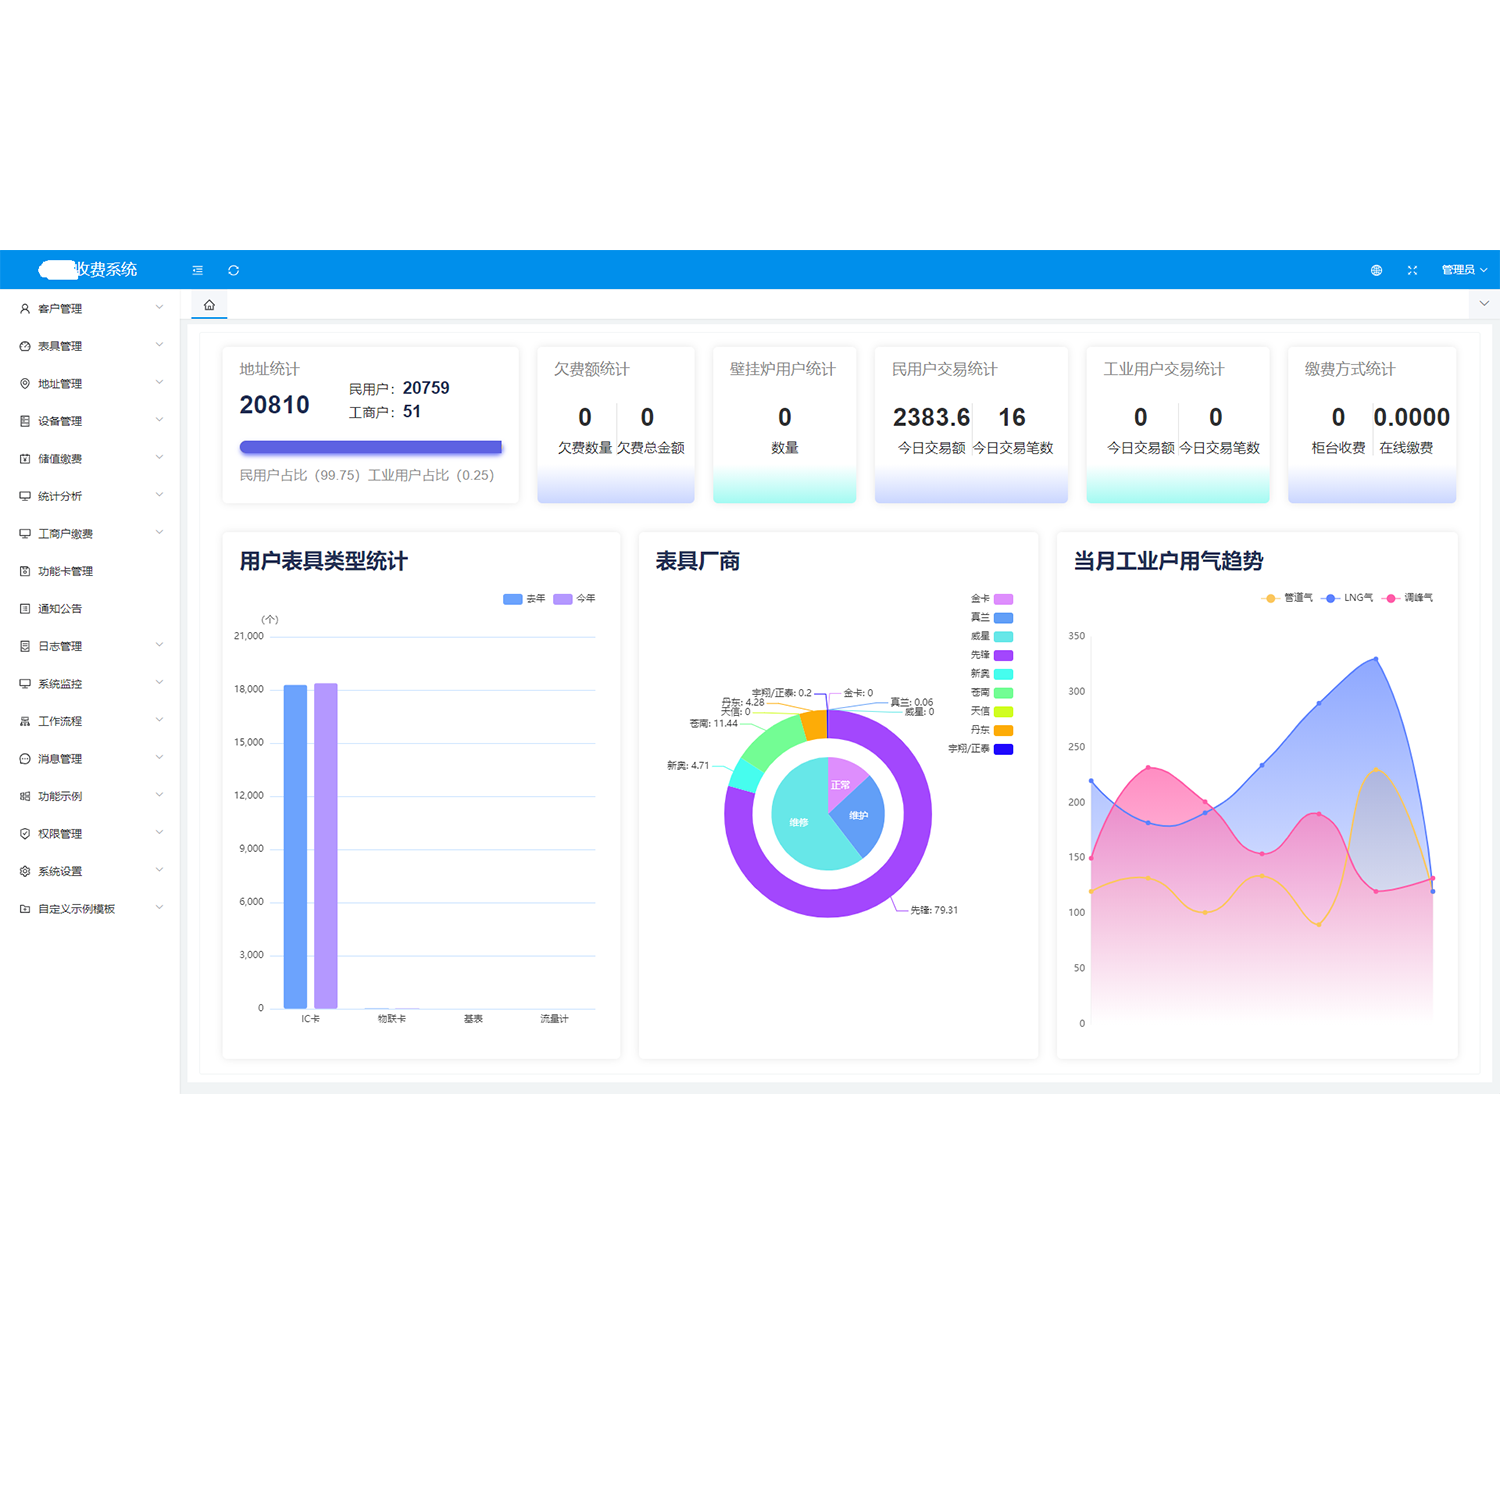 收费系统
管理员
客户管理
表具管理
地址管理
设备管理
储值缴费
统计分析
工商户缴费
功能卡管理
通知公告
日志管理
系统监控
工作流程
消息管理
功能示例
权限管理
系统设置
自定义示例模板
地址统计
20810
民用户： 20759
工商户： 51
民用户占比（99.75）工业用户占比（0.25）
欠费额统计
0 0
欠费数量 欠费总金额
壁挂炉用户统计
0
数量
民用户交易统计
2383.6 16
今日交易额 今日交易笔数
工业用户交易统计
0 0
今日交易额 今日交易笔数
缴费方式统计
0 0.0000
柜台收费 在线缴费
用户表具类型统计
去年 今年
(个)
21,000
18,000
15,000
12,000
9,000
6,000
3,000
0
IC卡 物联卡 基表 流量计
表具厂商
金卡
真兰
威星
先锋
新奥
苍南
天信
丹东
宇翔/正泰
宇翔/正泰: 0.2
金卡: 0
丹东: 4.28
真兰: 0.06
天信: 0
威星: 0
苍南: 11.44
新奥: 4.71
正常
维护
维修
先锋: 79.31
当月工业户用气趋势
管道气 LNG气 调峰气
350
300
250
200
150
100
50
0